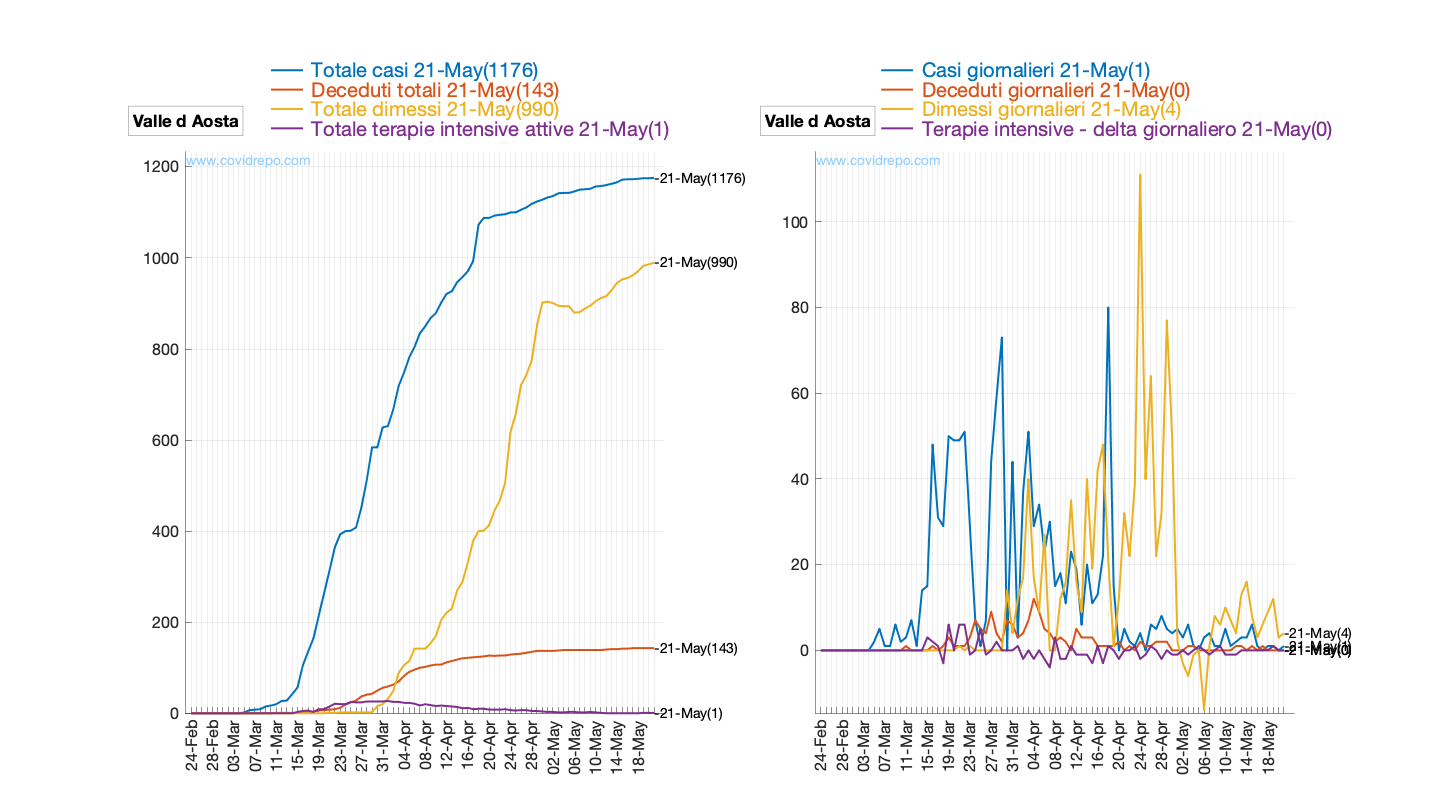 Totale casi 21-May(1176)
Deceduti totali 21-May(143)
Totale dimessi 21-May(990)
Totale terapie intensive attive 21-May(1)
Valle d Aosta
www.covidrepo.com
1200
1000
800
600
400
200
0
-21-May(1176)
-21-May(990)
-21-May(143)
-21-May(1)
24-Feb
28-Feb
03-Mar
07-Mar
11-Mar
15-Mar
19-Mar
23-Mar
27-Mar
31-Mar
04-Apr
08-Apr
12-Apr
16-Apr
20-Apr
24-Apr
28-Apr
02-May
06-May
10-May
14-May
18-May
Casi giornalieri 21-May(1)
Deceduti giornalieri 21-May(0)
Dimessi giornalieri 21-May(4)
Terapie intensive - delta giornaliero 21-May(0)
Valle d Aosta
www.covidrepo.com
100
80
60
40
20
0
-21-May(4)
24-Feb
28-Feb
03-Mar
07-Mar
11-Mar
15-Mar
19-Mar
23-Mar
27-Mar
31-Mar
04-Apr
08-Apr
12-Apr
16-Apr
20-Apr
24-Apr
28-Apr
02-May
06-May
10-May
14-May
18-May